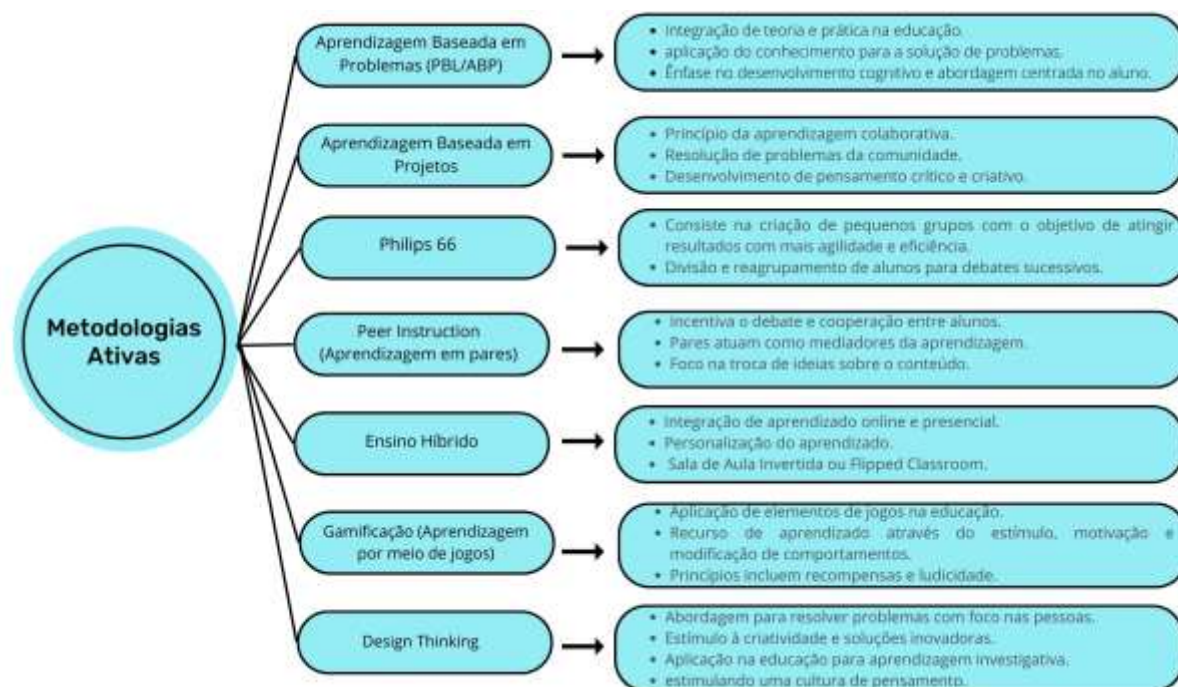 Metodologias
Ativas
Aprendizagem Baseada em
Problemas (PBL/ABP)
• Integração de teoria e prática na educação.
• aplicação do conhecimento para a solução de problemas.
• Ênfase no desenvolvimento cognitivo e abordagem centrada no aluno.
Aprendizagem Baseada em
Projetos
• Princípio da aprendizagem colaborativa.
• Resolução de problemas da comunidade.
• Desenvolvimento de pensamento crítico e criativo.
Philips 66
• Consiste na criação de pequenos grupos com o objetivo de atingir
resultados com mais agilidade e eficiência.
• Divisão e reagrupamento de alunos para debates sucessivos.
Peer Instruction
(Aprendizagem em pares)
• Incentiva o debate e cooperação entre alunos.
• Pares atuam como mediadores da aprendizagem.
• Foco na troca de ideias sobre o conteúdo.
Ensino Híbrido
• Integração de aprendizado online e presencial.
• Personalização do aprendizado.
• Sala de Aula Invertida ou Flipped Classroom.
Gamificação (Aprendizagem
por meio de jogos)
• Aplicação de elementos de jogos na educação.
• Recurso de aprendizado através do estímulo, motivação e
modificação de comportamentos.
• Princípios incluem recompensas e ludicidade.
Design Thinking
• Abordagem para resolver problemas com foco nas pessoas.
• Estímulo à criatividade e soluções inovadoras.
• Aplicação na educação para aprendizagem investigativa.
• estimulando uma cultura de pensamento.